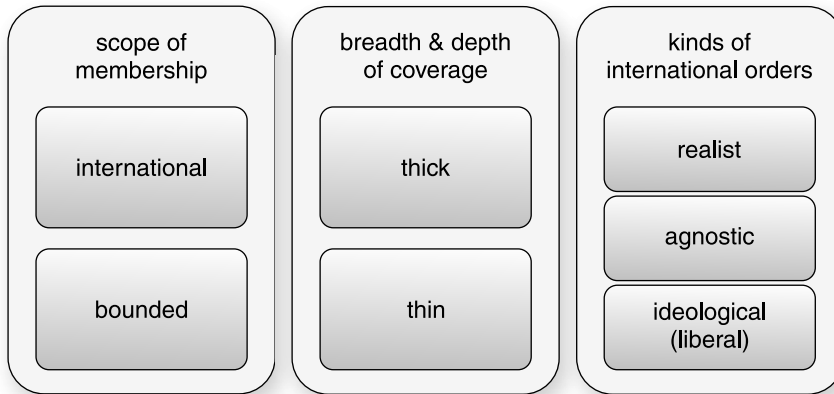 scope of
membership
international
bounded
breadth & depth
of coverage
thick
thin
kinds of
international orders
realist
agnostic
ideological
(liberal)